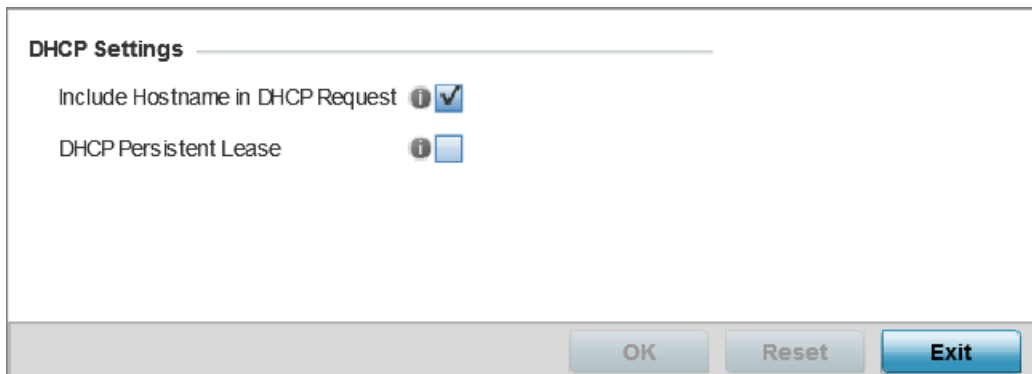 DHCP Settings
Include Hostname in DHCP Request
DHCP Persistent Lease
OK Reset Exit